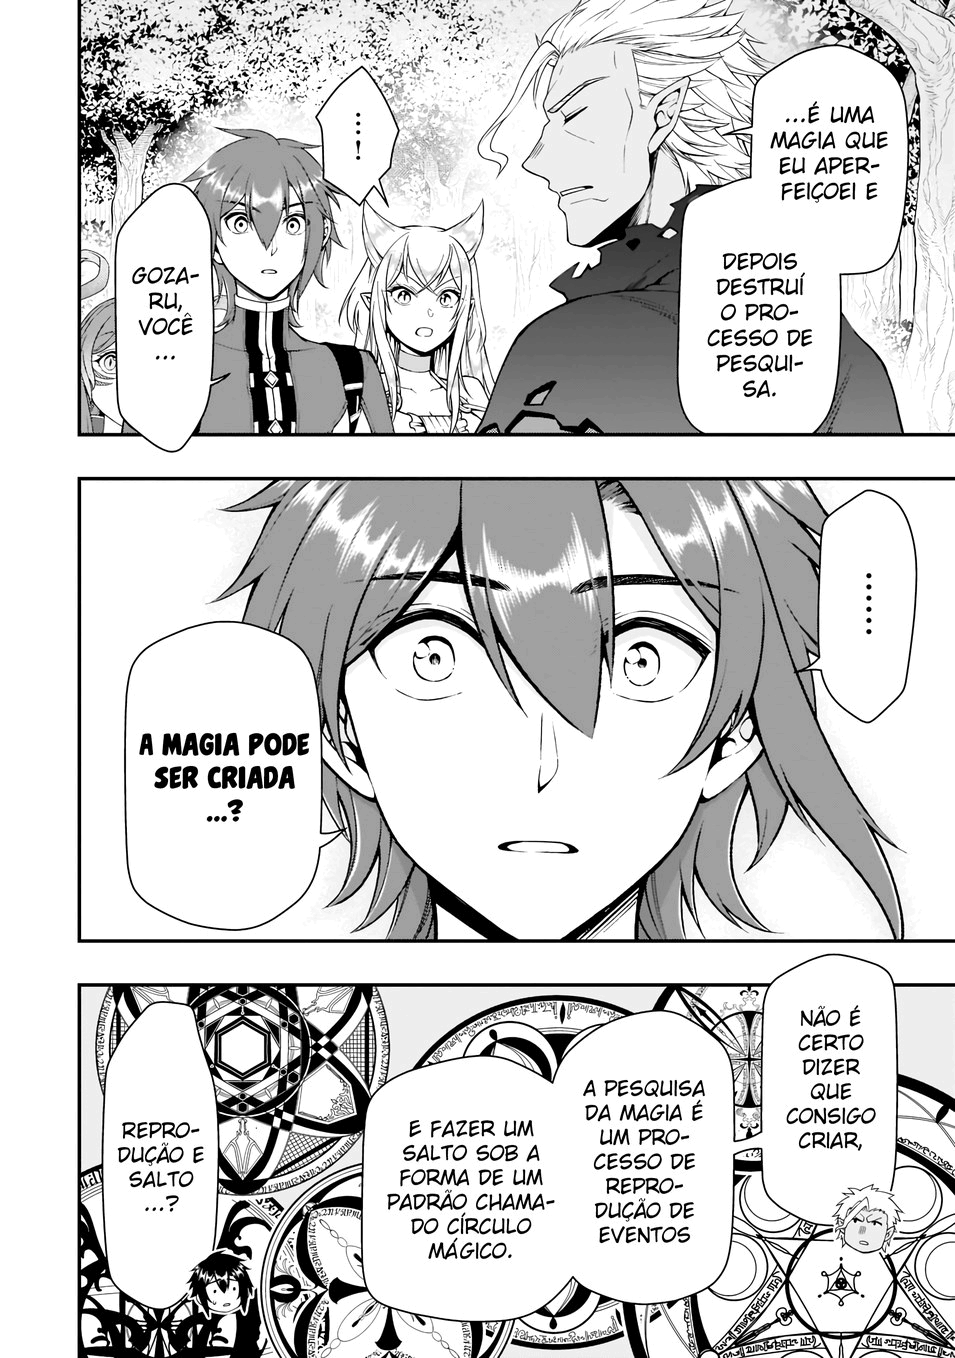 ...É UMA
MAGIA QUE
EU APER-
FEIÇOEI E
DEPOIS
DESTRUÍ
O PRO-
CESSO DE
PESQUI-
SA.
...!
GOZA-
RU,
VOCÊ
...
......
A MAGIA PODE
SER CRIADA
...?
NÃO É
CERTO
DIZER
QUE
CONSIGO
CRIAR,
A PESQUISA
DA MAGIA É
UM PRO-
CESSO DE
REPRO-
DUÇÃO DE
EVENTOS
E FAZER UM
SALTO SOB A
FORMA DE UM
PADRÃO CHAMA-
DO CÍRCULO
MÁGICO.
REPRO-
DUÇÃO E
SALTO
...?